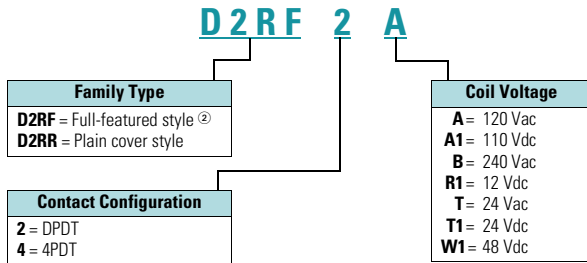 D2RF 2 A
Family Type
D2RF = Full-featured style ②
D2RR = Plain cover style
Contact Configuration
2 = DPDT
4 = 4PDT
Coil Voltage
A = 120 Vac
A1 = 110 Vdc
B = 240 Vac
R1 = 12 Vdc
T = 24 Vac
T1 = 24 Vdc
W1 = 48 Vdc